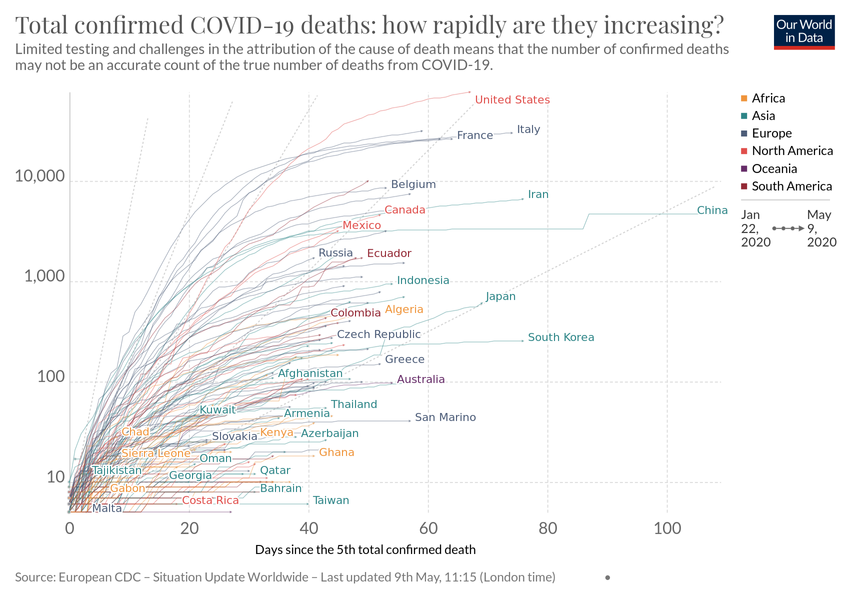 Total confirmed COVID-19 deaths: how rapidly are they increasing?
Our World
in Data
Limited testing and challenges in the attribution of the cause of death means that the number of confirmed deaths
may not be an accurate count of the true number of deaths from COVID-19.
United States
Italy
France
10,000
Belgium
Iran
Canada
China
Mexico
Russia
Ecuador
1,000
Indonesia
Japan
Algeria
Colombia
Czech Republic
South Korea
Greece
100
Afghanistan
Australia
Kuwait
Thailand
Armenia
San Marino
Chad
Slovakia
Kenya
Azerbaijan
Sierra Leone
Oman
Ghana
Tajikistan
Georgia
Qatar
10
Gabon
Bahrain
Costa Rica
Taiwan
Malta
0
20
40
60
80
100
Days since the 5th total confirmed death
Africa
Asia
Europe
North America
Oceania
South America
Jan
22,
2020
May
9,
2020
Source: European CDC – Situation Update Worldwide – Last updated 9th May, 11:15 (London time)